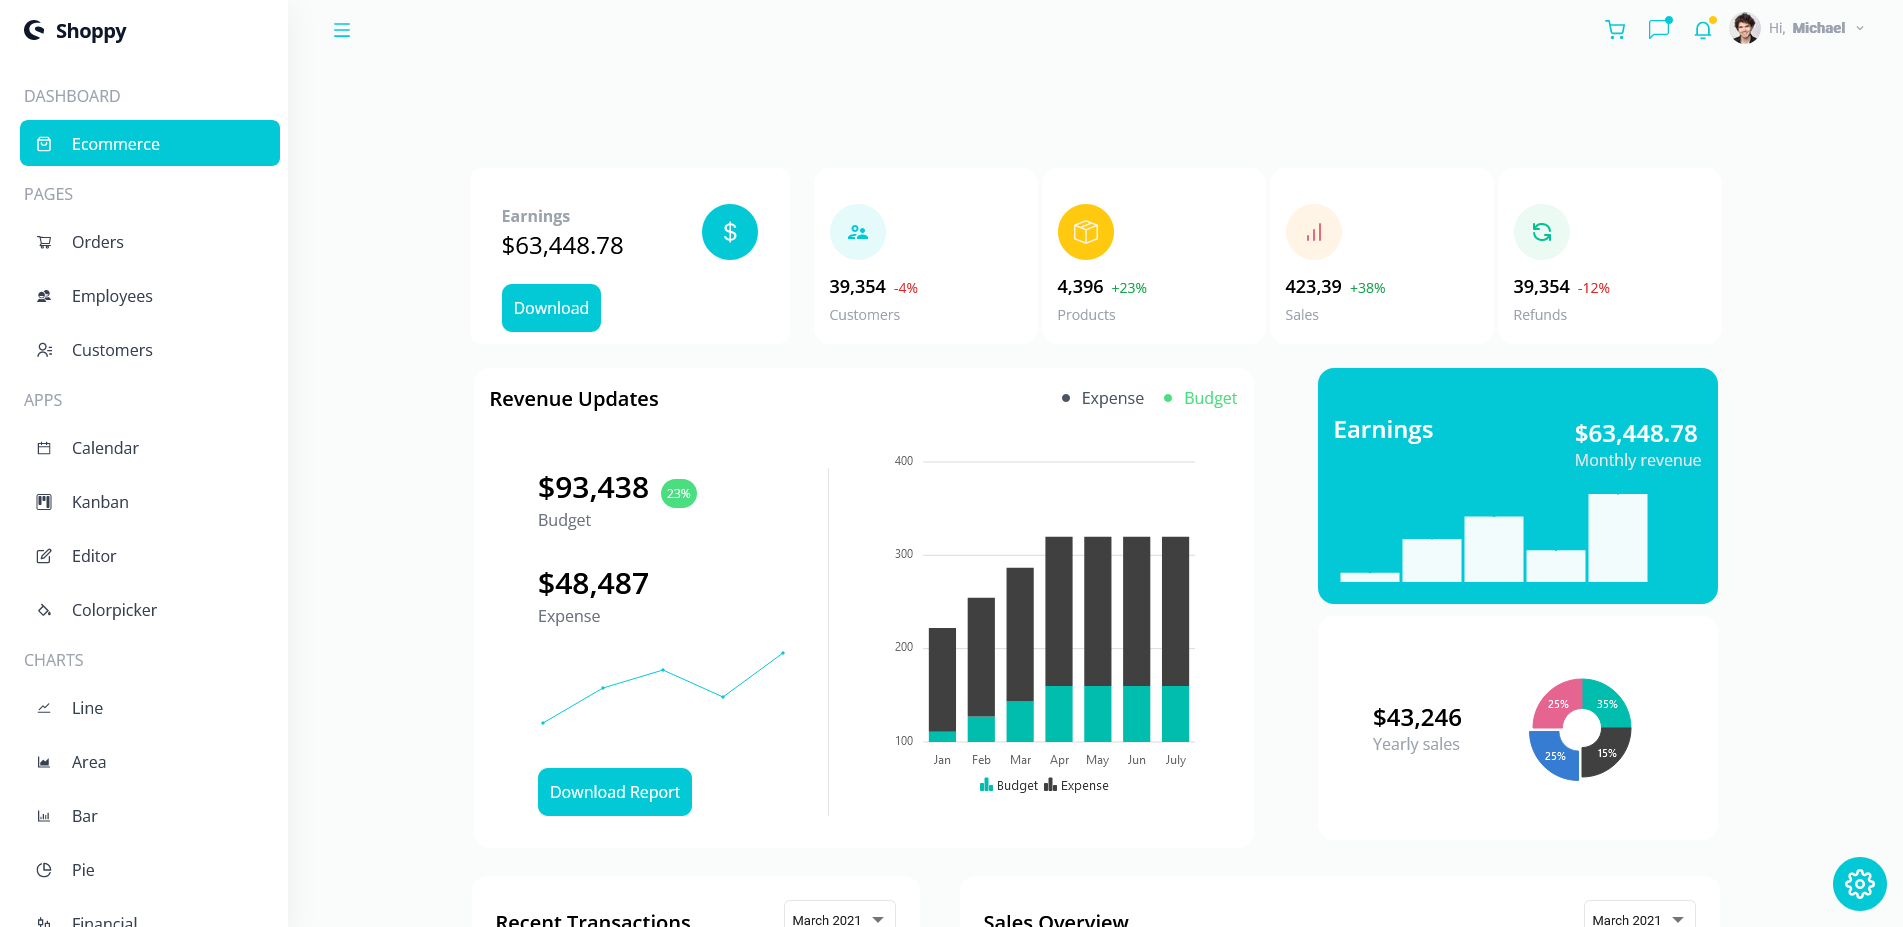 Shoppy
Hi, Michael
DASHBOARD
Ecommerce
PAGES
Orders
Employees
Customers
APPS
Calendar
Kanban
Editor
Colorpicker
CHARTS
Line
Area
Bar
Pie
Financial
Earnings
$63,448.78
$
Download
39,354 -4%
Customers
4,396 +23%
Products
423,39 +38%
Sales
39,354 -12%
Refunds
Revenue Updates
Expense Budget
$93,438 23%
Budget
$48,487
Expense
Download Report
400
300
200
100
Jan Feb Mar Apr May Jun July
Budget Expense
Earnings
$63,448.78
Monthly revenue
$43,246
Yearly sales
25% 35%
25% 15%
Recent Transactions
March 2021
Sales Overview
March 2021